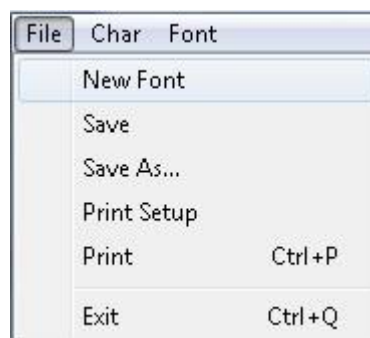 File Char Font
New Font
Save
Save As...
Print Setup
Print Ctrl+P
Exit Ctrl+Q